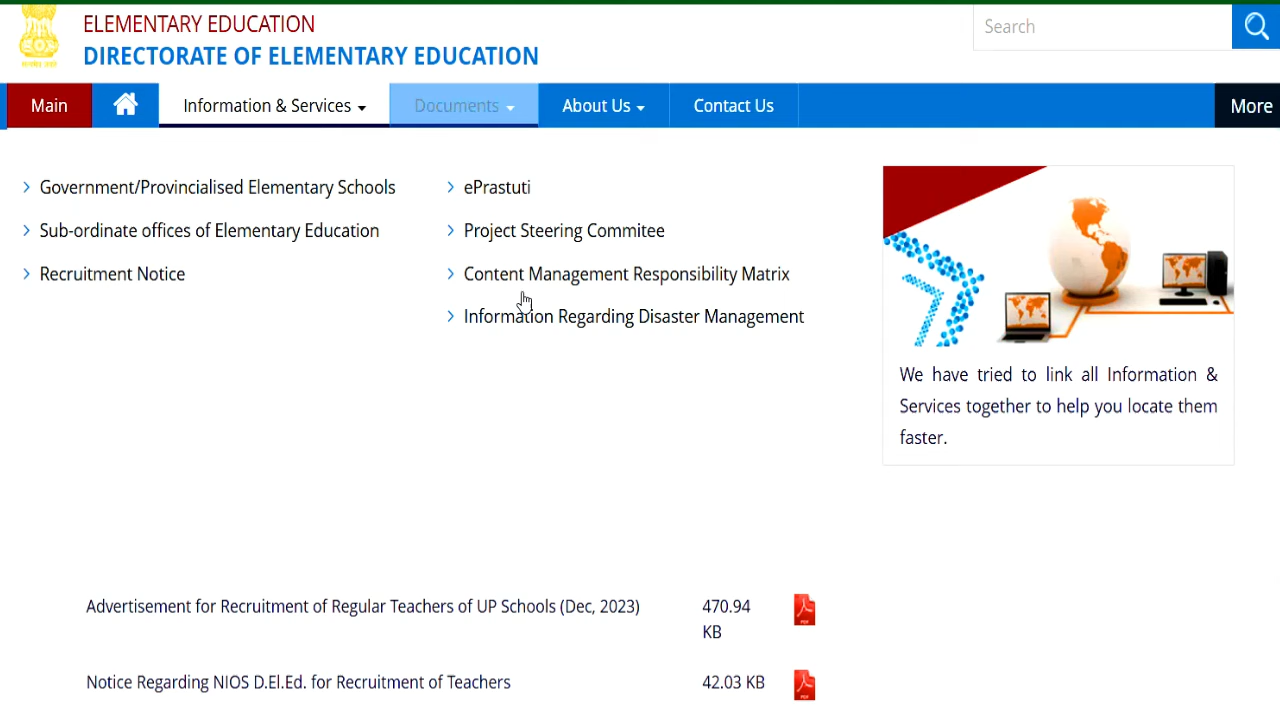 ELEMENTARY EDUCATION
DIRECTORATE OF ELEMENTARY EDUCATION
Search
Main
Information & Services
Documents
About Us
Contact Us
More
Government/Provincialised Elementary Schools
Sub-ordinate offices of Elementary Education
Recruitment Notice
ePrastuti
Project Steering Commitee
Content Management Responsibility Matrix
Information Regarding Disaster Management
We have tried to link all Information &
Services together to help you locate them
faster.
Advertisement for Recruitment of Regular Teachers of UP Schools (Dec, 2023)
470.94
KB
PDF
Notice Regarding NIOS D.El.Ed. for Recruitment of Teachers
42.03 KB
PDF